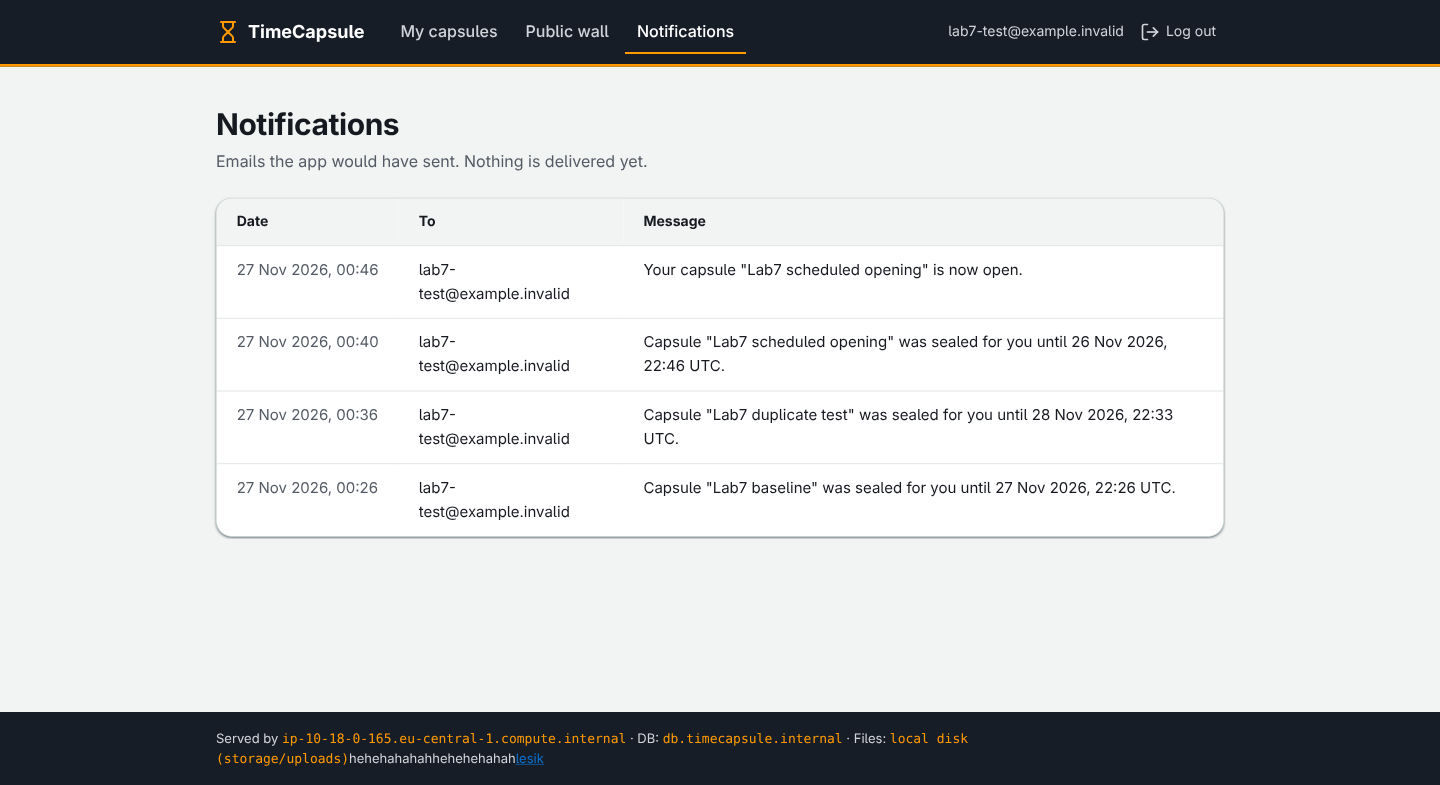 TimeCapsule My capsules Public wall Notifications lab7-test@example.invalid Log out
Notifications
Emails the app would have sent. Nothing is delivered yet.
Date To Message
27 Nov 2026, 00:46 lab7- Your capsule "Lab7 scheduled opening" is now open.
test@example.invalid
27 Nov 2026, 00:40 lab7- Capsule "Lab7 scheduled opening" was sealed for you until 26 Nov 2026,
test@example.invalid 22:46 UTC.
27 Nov 2026, 00:36 lab7- Capsule "Lab7 duplicate test" was sealed for you until 28 Nov 2026, 22:33
test@example.invalid UTC.
27 Nov 2026, 00:26 lab7- Capsule "Lab7 baseline" was sealed for you until 27 Nov 2026, 22:26 UTC.
test@example.invalid
Served by ip-10-18-0-165.eu-central-1.compute.internal · DB: db.timecapsule.internal · Files: local disk
(storage/uploads)hehehahahahhehehehahahlesik